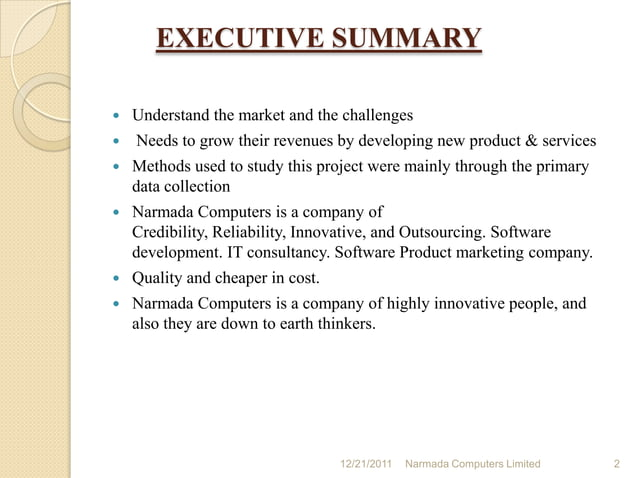 EXECUTIVE SUMMARY
• Understand the market and the challenges
• Needs to grow their revenues by developing new product & services
• Methods used to study this project were mainly through the primary
data collection
• Narmada Computers is a company of
Credibility, Reliability, Innovative, and Outsourcing. Software
development. IT consultancy. Software Product marketing company.
• Quality and cheaper in cost.
• Narmada Computers is a company of highly innovative people, and
also they are down to earth thinkers.
12/21/2011 Narmada Computers Limited 2